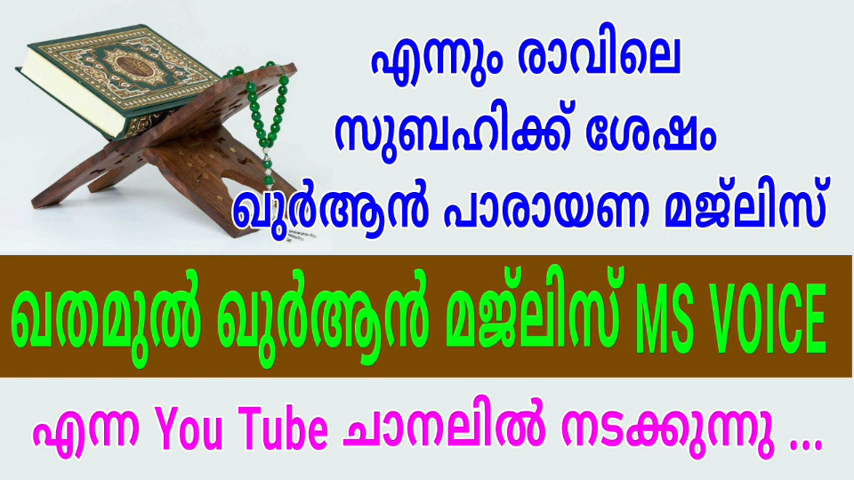 എന്നും രാവിലെ
സുബഹിക്ക് ശേഷം
ഖുർആൻ പാരായണ മജ്ലിസ്
ഖതമുൽ ഖുർആൻ മജ്ലിസ് MS VOICE
എന്ന You Tube ചാനലിൽ നടക്കുന്നു ...